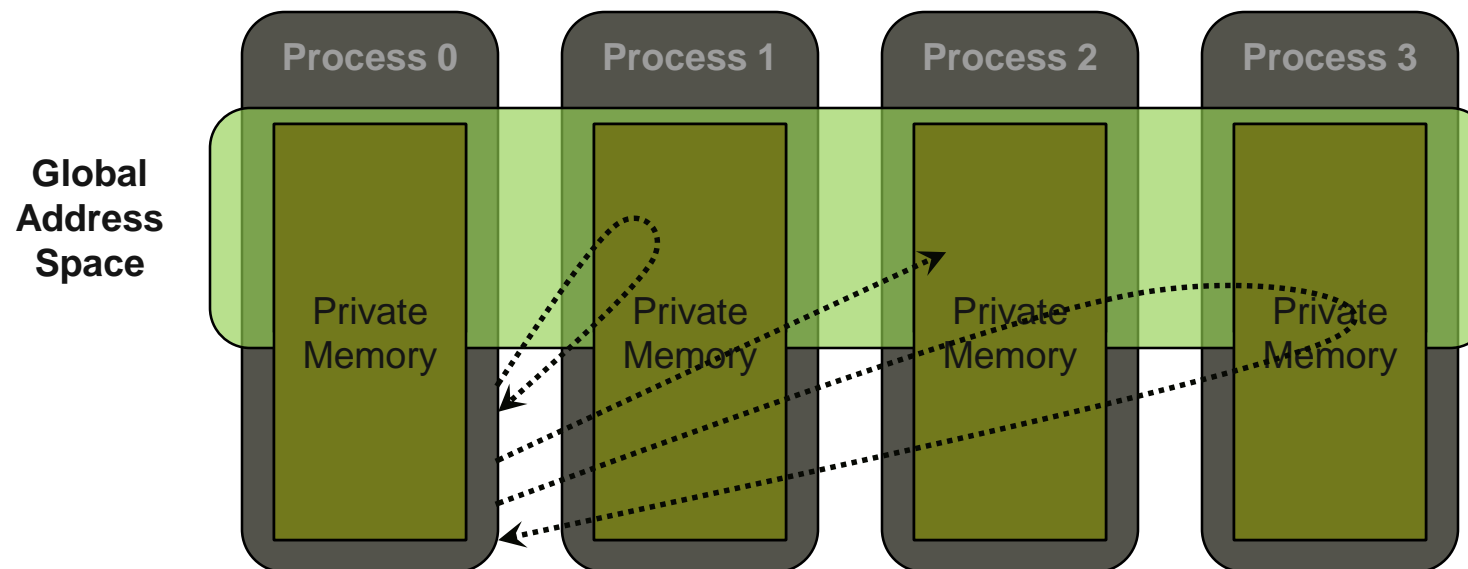 Process 0
Process 1
Process 2
Process 3
Global
Address
Space
Private
Memory
Private
Memory
Private
Memory
Private
Memory